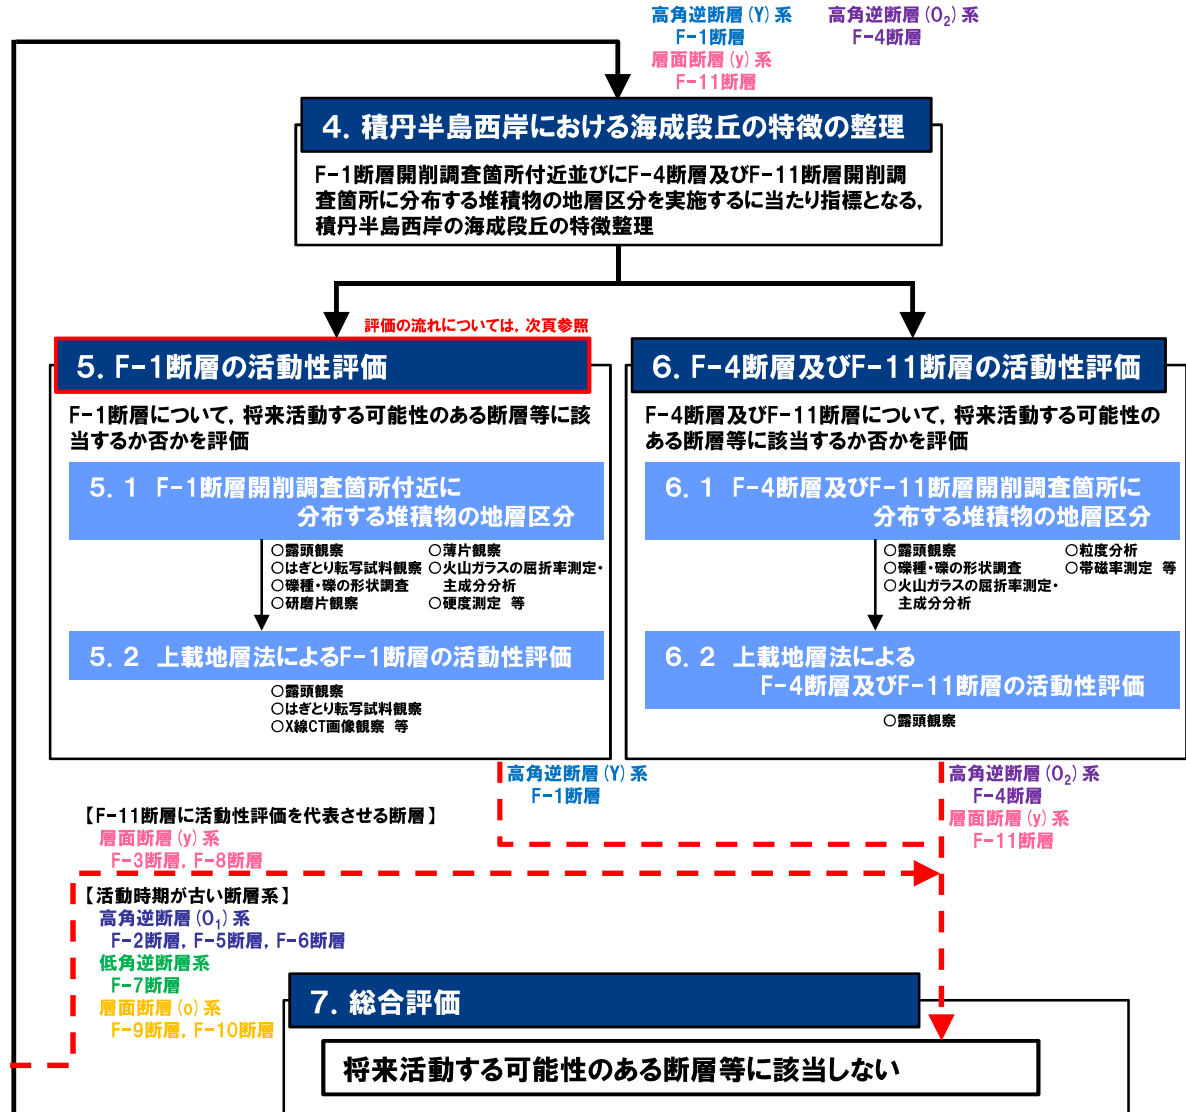 高角逆断層(Y)系
F-1断層
層面断層(y)系
F-11断層
高角逆断層(O₂)系
F-4断層
4. 積丹半島西岸における海成段丘の特徴の整理
F-1断層開削調査箇所付近並びにF-4断層及びF-11断層開削調
査箇所に分布する堆積物の地層区分を実施するに当たり指標となる,
積丹半島西岸の海成段丘の特徴整理
評価の流れについては, 次頁参照
5. F-1断層の活動性評価
F-1断層について, 将来活動する可能性のある断層等に該
当するか否かを評価
5. 1 F-1断層開削調査箇所付近に
分布する堆積物の地層区分
○露頭観察
○はぎとり転写試料観察
○礫種・礫の形状調査
○研磨片観察
○薄片観察
○火山ガラスの屈折率測定・
主成分分析
○硬度測定 等
5. 2 上載地層法によるF-1断層の活動性評価
○露頭観察
○はぎとり転写試料観察
○X線CT画像観察 等
6. F-4断層及びF-11断層の活動性評価
F-4断層及びF-11断層について, 将来活動する可能性の
ある断層等に該当するか否かを評価
6. 1 F-4断層及びF-11断層開削調査箇所に
分布する堆積物の地層区分
○露頭観察
○礫種・礫の形状調査
○火山ガラスの屈折率測定・
主成分分析
○粒度分析
○帯磁率測定 等
6. 2 上載地層法による
F-4断層及びF-11断層の活動性評価
○露頭観察
高角逆断層(Y)系
F-1断層
高角逆断層(O₂)系
F-4断層
層面断層(y)系
F-11断層
【F-11断層に活動性評価を代表させる断層】
層面断層(y)系
F-3断層, F-8断層
【活動時期が古い断層系】
高角逆断層(O₁)系
F-2断層, F-5断層, F-6断層
低角逆断層系
F-7断層
層面断層(o)系
F-9断層, F-10断層
7. 総合評価
将来活動する可能性のある断層等に該当しない